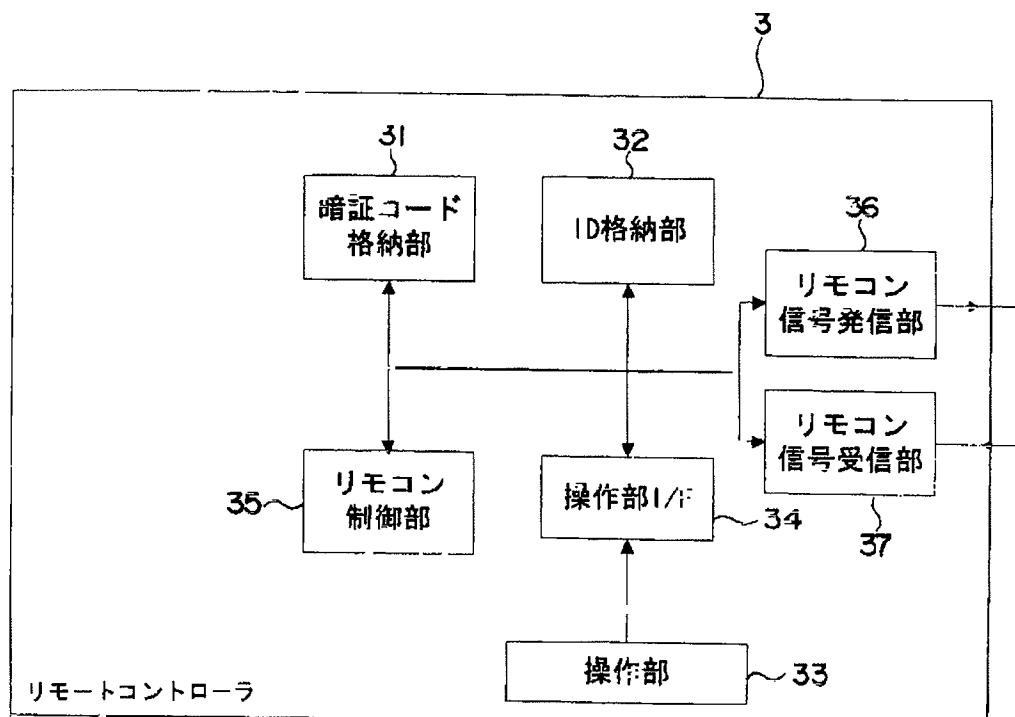 3
31
32
暗証コード
格納部
ID格納部
36
リモコン
信号発信部
リモコン
信号受信部
37
35
リモコン
制御部
操作部I/F
34
操作部
33
リモートコントローラ